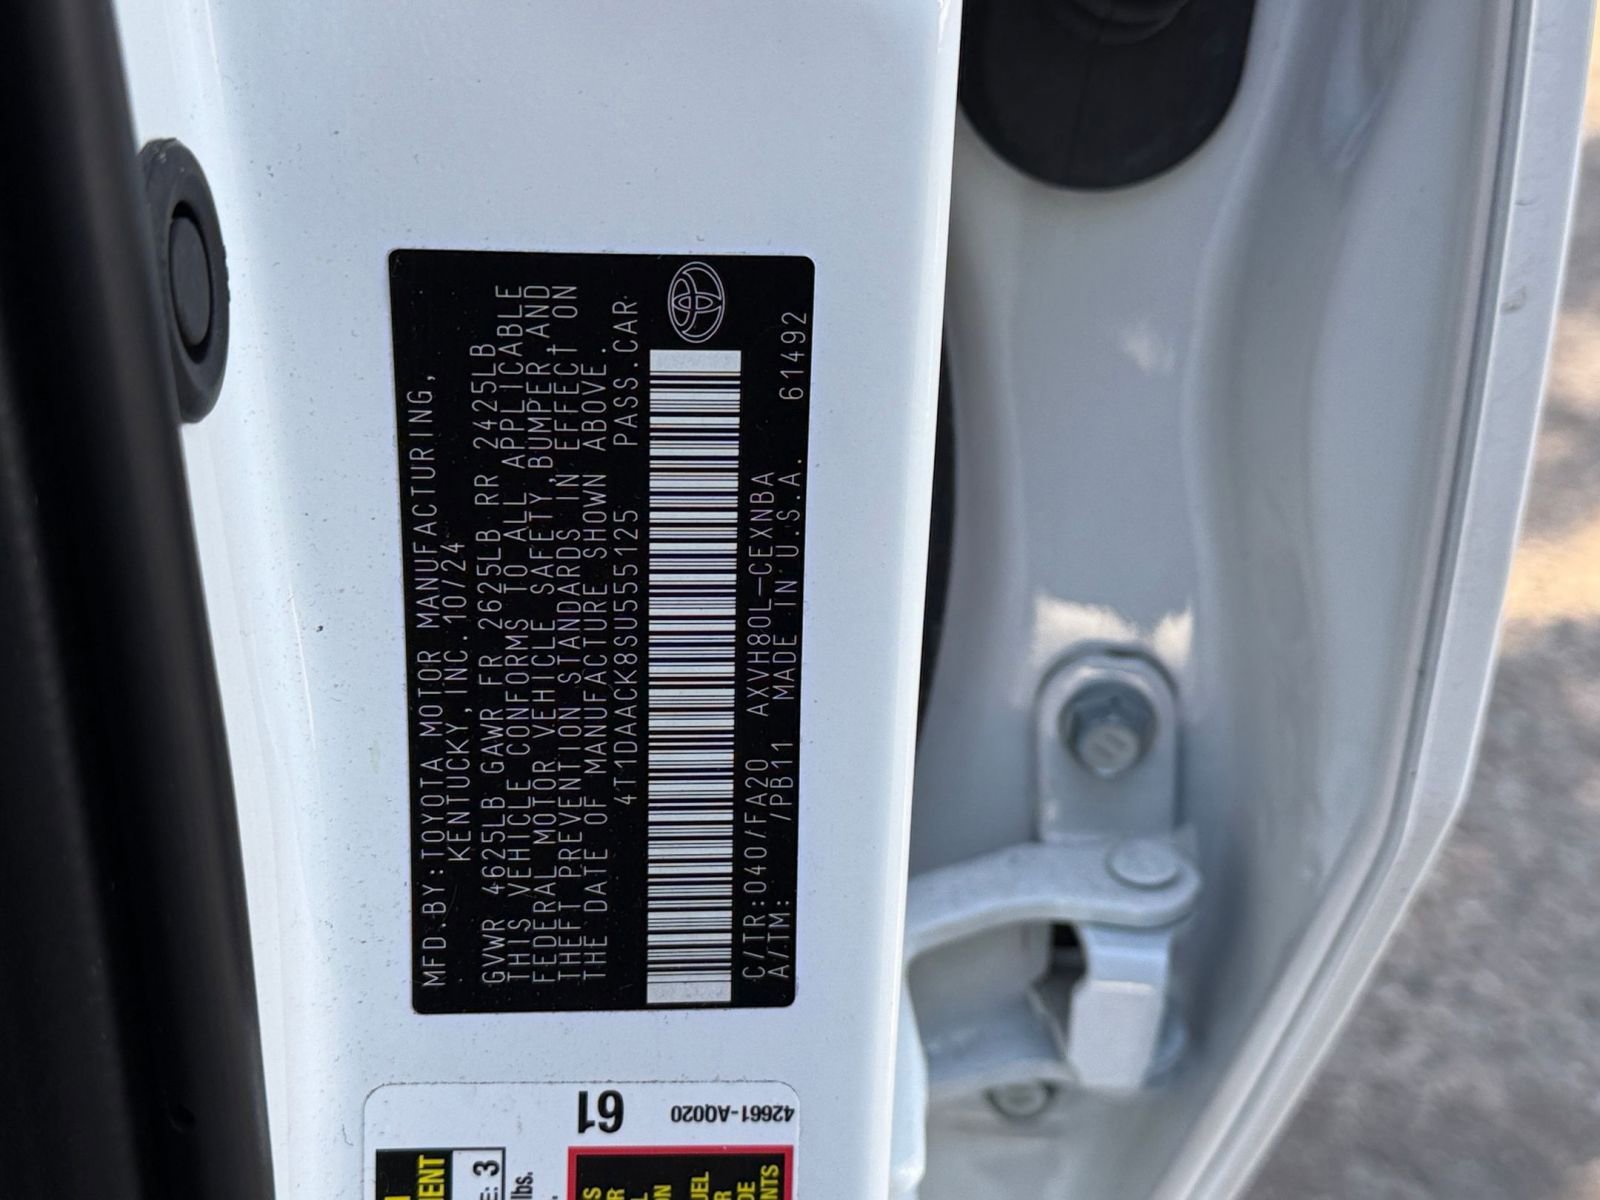 MFD.BY:TOYOTA MOTOR MANUFACTURING,
KENTUCKY,INC.10/24
GVWR 4625LB GAWR FR 2625LB RR 2425LB
THIS VEHICLE CONFORMS TO ALL APPLICABLE
FEDERAL MOTOR VEHICLE SAFETY,BUMPER,AND
THEFT PREVENTION STANDARDS IN EFFECT ON
THE DATE OF MANUFACTURE SHOWN ABOVE.
4T1DAACK8SU555125 PASS.CAR
C/TR:040/FA20 AXVH80L-CEXNBA
A/TM: /PB11 MADE IN U.S.A. 61492
61
42661-AQ020
3
lbs.